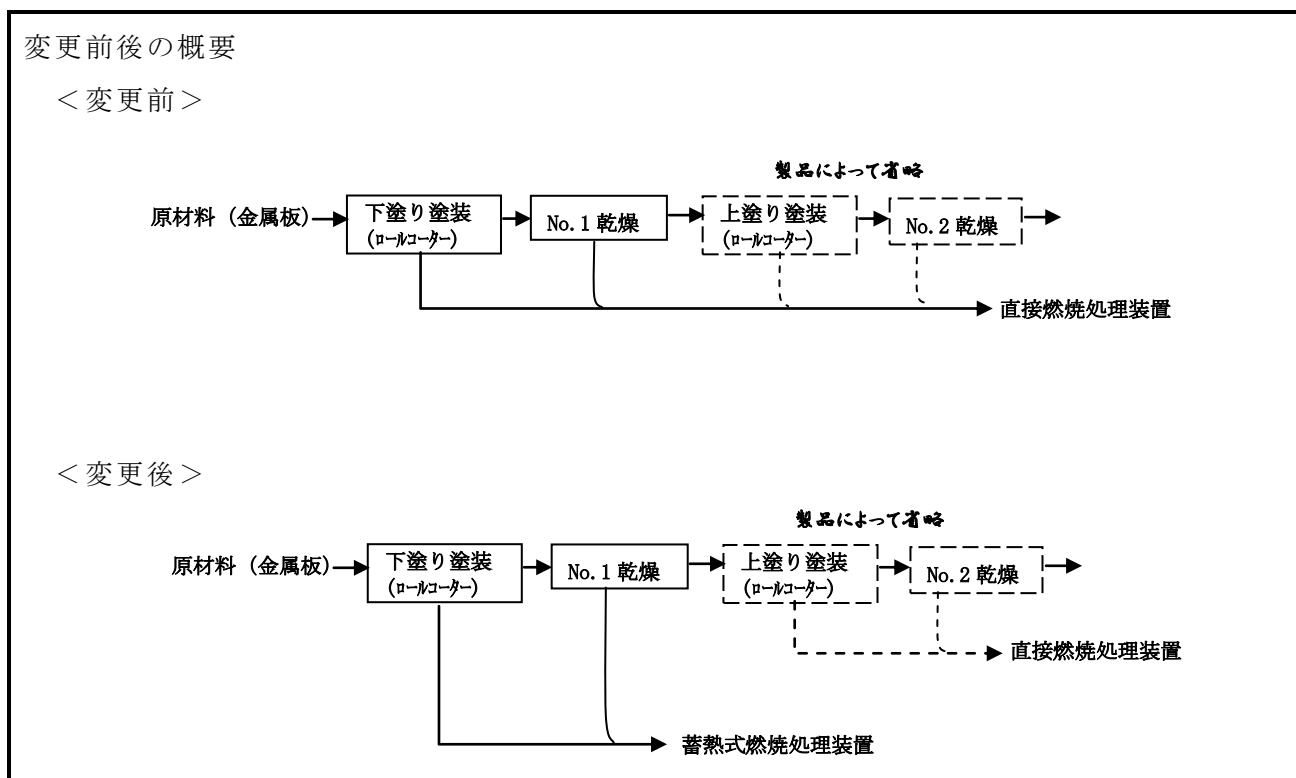 変更前後の概要
＜変更前＞
製品によって省略
原材料（金属板）
下塗り塗装
（ロールコーター）
No.1 乾燥
上塗り塗装
（ロールコーター）
No.2 乾燥
直接燃焼処理装置
＜変更後＞
製品によって省略
原材料（金属板）
下塗り塗装
（ロールコーター）
No.1 乾燥
上塗り塗装
（ロールコーター）
No.2 乾燥
直接燃焼処理装置
蓄熱式燃焼処理装置